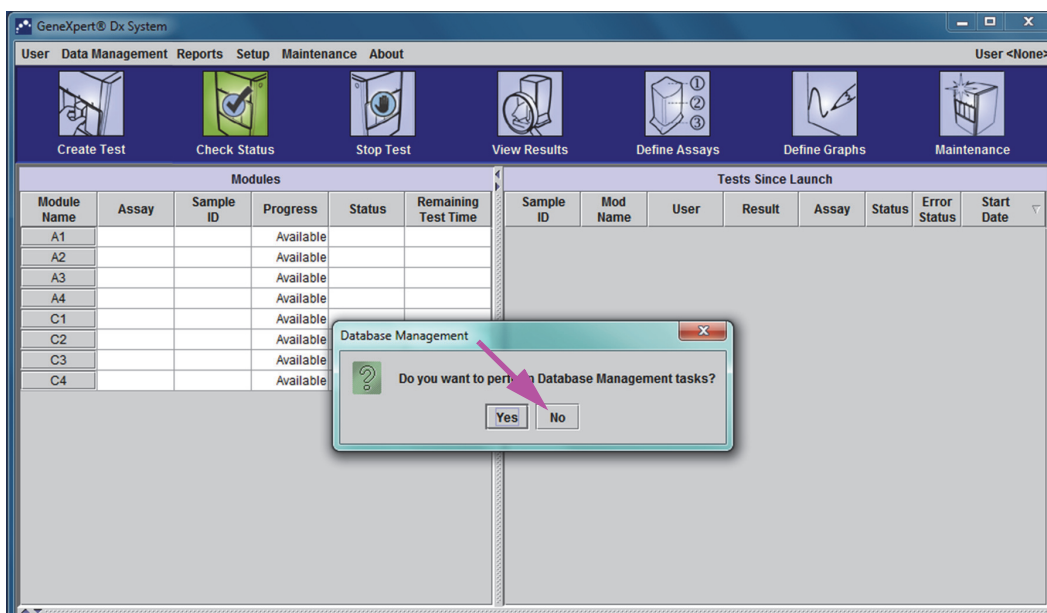 GeneXpert® Dx System
User Data Management Reports Setup Maintenance About User <None>
Create Test Check Status Stop Test View Results Define Assays Define Graphs Maintenance
Modules
Module Name Assay Sample ID Progress Status Remaining Test Time
A1 Available
A2 Available
A3 Available
A4 Available
C1 Available
C2 Available
C3 Available
C4 Available
Tests Since Launch
Sample ID Mod Name User Result Assay Status Error Status Start Date
Database Management
Do you want to perform Database Management tasks?
Yes No